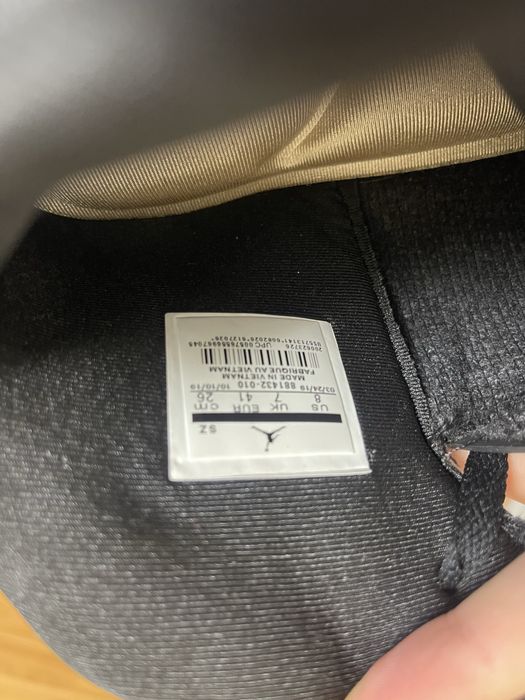 SZ
US UK EUR cm
8 7 41 26
03/24/19 881432-010 10/10/19
MADE IN VIETNAM
FABRIQUE AU VIETNAM
200623726